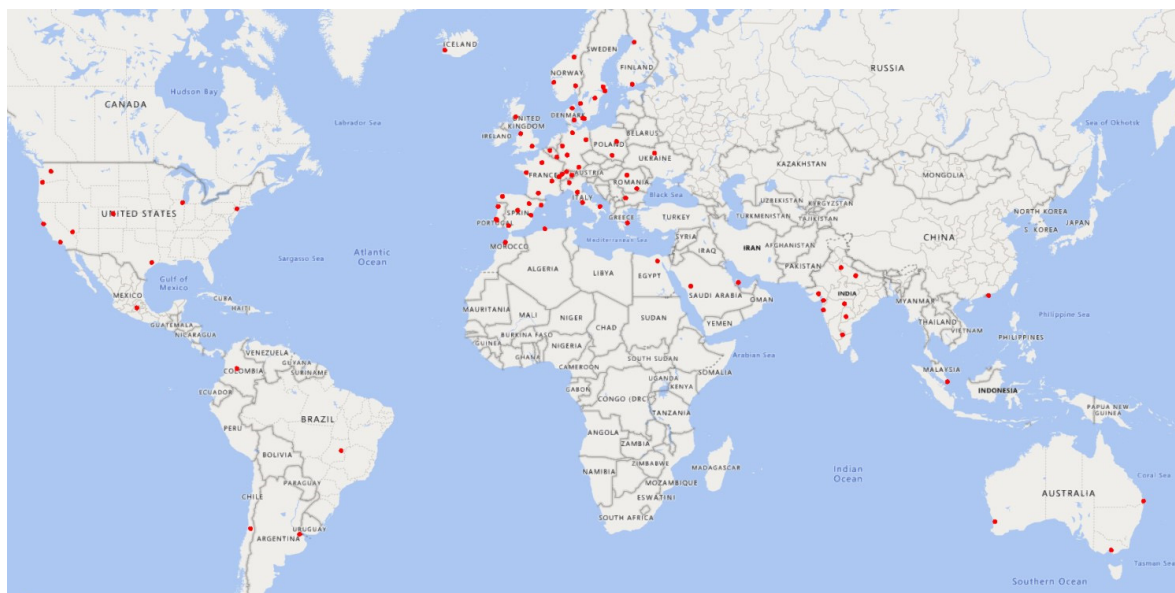 ICELAND
SWEDEN
FINLAND
NORWAY
RUSSIA
CANADA
Hudson Bay
Labrador Sea
Sea of Okhotsk
UNITED
KINGDOM
DENMARK
IRELAND
BELARUS
POLAND
UKRAINE
KAZAKHSTAN
MONGOLIA
FRANCE
AUSTRIA
ROMANIA
Black Sea
ITALY
UZBEKISTAN
KYRGYZSTAN
NORTH KOREA
UNITED STATES
SPAIN
PORTUGAL
GREECE
TURKEY
TURKMENISTAN
TAJIKISTAN
S. KOREA
JAPAN
CHINA
Mediterranean Sea
SYRIA
IRAQ
IRAN
AFGHANISTAN
Atlantic
Ocean
Sargasso Sea
MOROCCO
PAKISTAN
ALGERIA
LIBYA
EGYPT
Gulf of
Mexico
MEXICO
CUBA
HAITI
SAUDI ARABIA
OMAN
INDIA
MYANMAR
MAURITANIA
MALI
NIGER
CHAD
SUDAN
YEMEN
THAILAND
VIETNAM
PHILIPPINES
Philippine Sea
GUATEMALA
NICARAGUA
BURKINA FASO
GUINEA
GHANA
NIGERIA
CAMEROON
SOUTH SUDAN
SOMALIA
Arabian Sea
VENEZUELA
GUYANA
SURINAME
COLOMBIA
ECUADOR
GABON
UGANDA
KENYA
CONGO (DRC)
TANZANIA
MALAYSIA
INDONESIA
PAPUA NEW
GUINEA
PERU
BRAZIL
BOLIVIA
ANGOLA
ZAMBIA
ZIMBABWE
NAMIBIA
MOZAMBIQUE
MADAGASCAR
ESWATINI
SOUTH AFRICA
Indian
Ocean
Coral Sea
AUSTRALIA
PARAGUAY
CHILE
URUGUAY
ARGENTINA
Tasman Sea
Southern Ocean